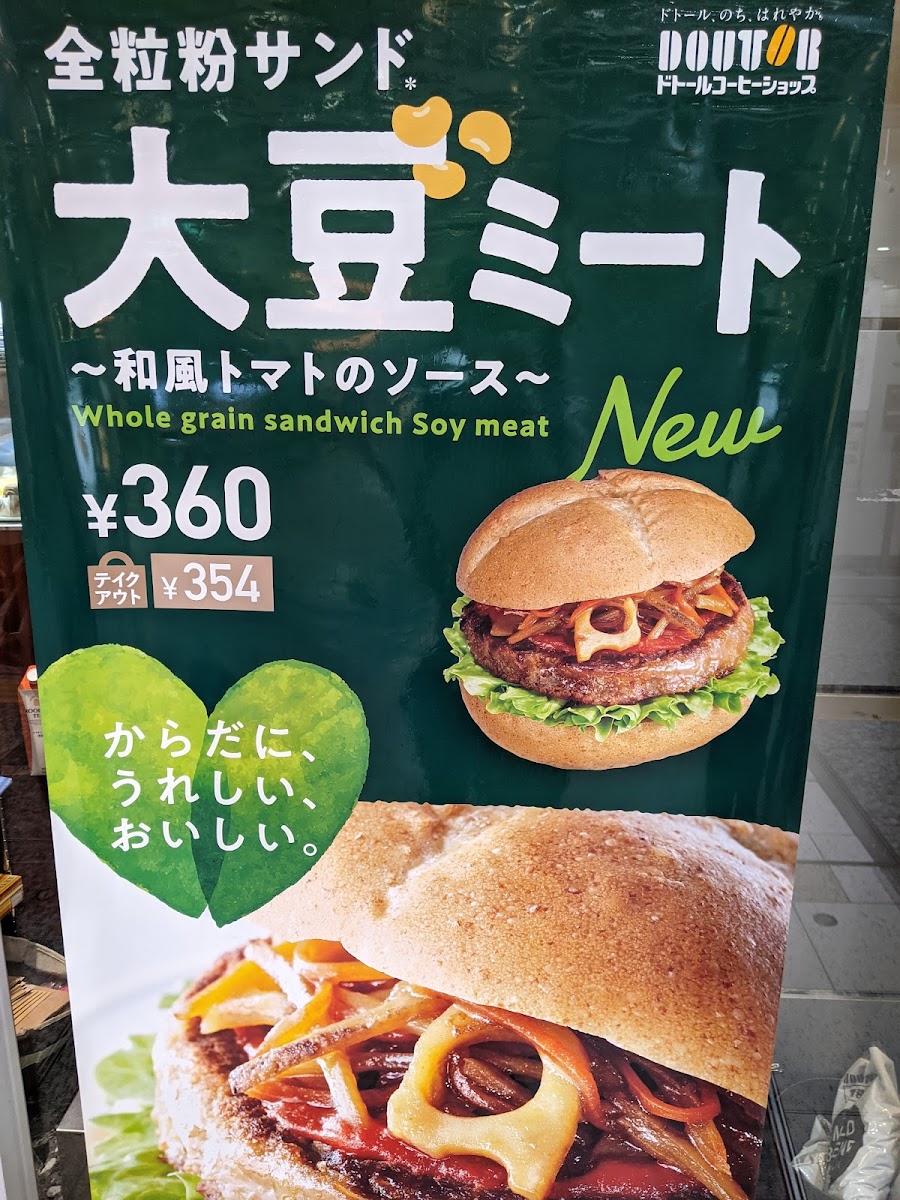 ドトール、のち、はれやか。
DOUTOR
ドトールコーヒーショップ
全粒粉サンド*
大豆ミート
〜和風トマトのソース〜
Whole grain sandwich Soy meat
New
¥360
テイク
アウト
¥354
からだに、
うれしい、
おいしい。